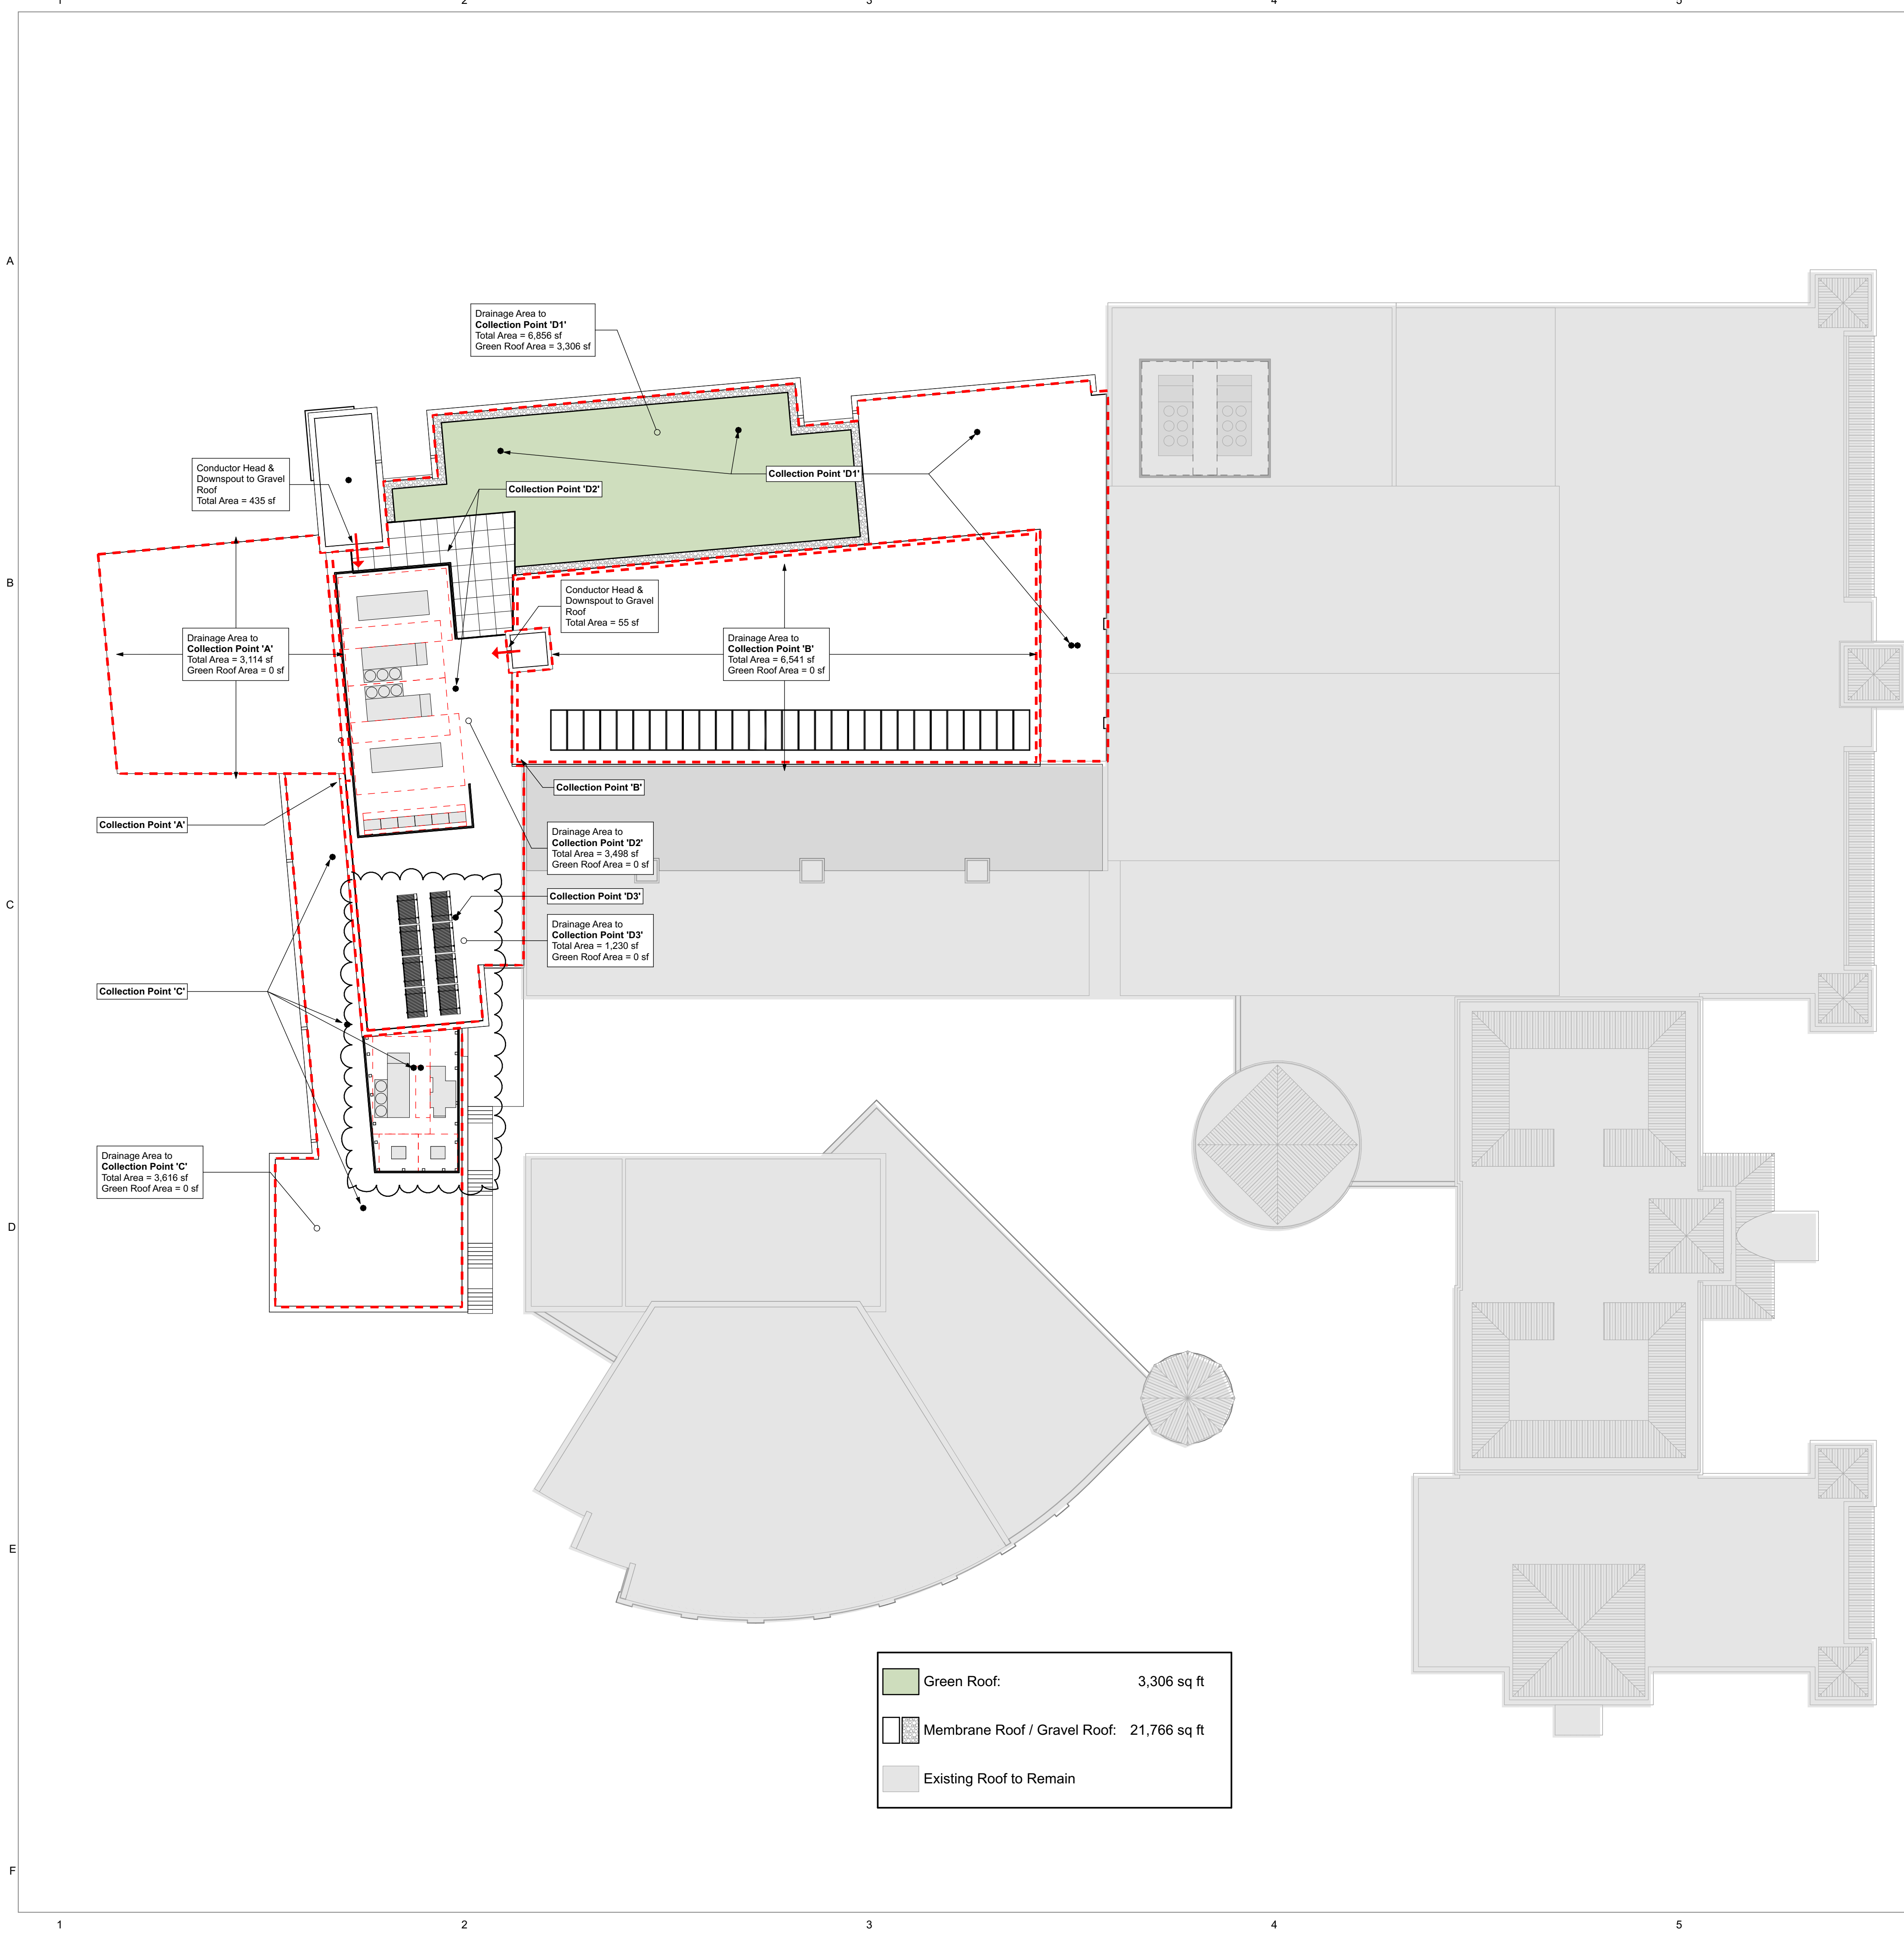 1 2 3 4 5
A
Drainage Area to
Collection Point 'D1'
Total Area = 6,856 sf
Green Roof Area = 3,306 sf
Conductor Head &
Downspout to Gravel
Roof
Total Area = 435 sf
Collection Point 'D2'
Collection Point 'D1'
B
Conductor Head &
Downspout to Gravel
Roof
Total Area = 55 sf
Drainage Area to
Collection Point 'A'
Total Area = 3,114 sf
Green Roof Area = 0 sf
Drainage Area to
Collection Point 'B'
Total Area = 6,541 sf
Green Roof Area = 0 sf
Collection Point 'B'
Collection Point 'A'
Drainage Area to
Collection Point 'D2'
Total Area = 3,498 sf
Green Roof Area = 0 sf
C
Collection Point 'D3'
Drainage Area to
Collection Point 'D3'
Total Area = 1,230 sf
Green Roof Area = 0 sf
Collection Point 'C'
Drainage Area to
Collection Point 'C'
Total Area = 3,616 sf
Green Roof Area = 0 sf
D
E
Green Roof: 3,306 sq ft
Membrane Roof / Gravel Roof: 21,766 sq ft
Existing Roof to Remain
F
1 2 3 4 5